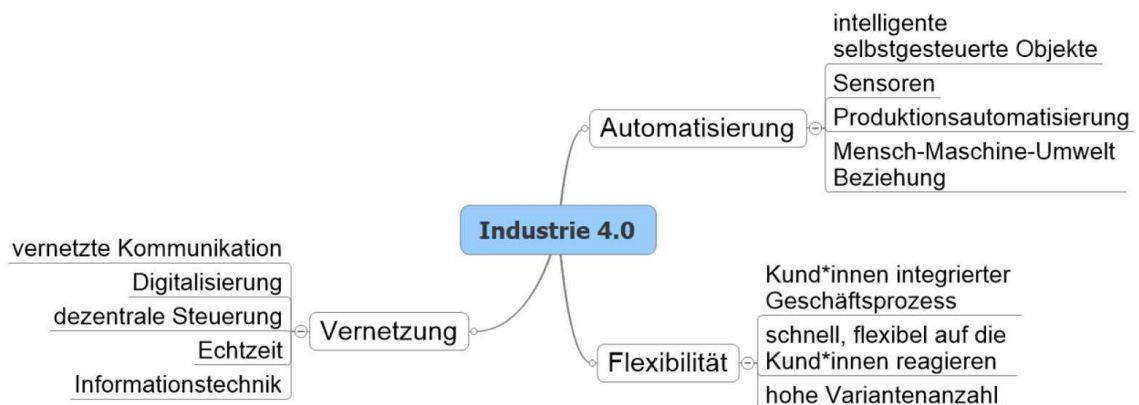 intelligente
selbstgesteuerte Objekte
Sensoren
Automatisierung
Produktionsautomatisierung
Mensch-Maschine-Umwelt
Beziehung
Industrie 4.0
vernetzte Kommunikation
Digitalisierung
dezentrale Steuerung
Echtzeit
Informationstechnik
Vernetzung
Flexibilität
Kund*innen integrierter
Geschäftsprozess
schnell, flexibel auf die
Kund*innen reagieren
hohe Variantenanzahl